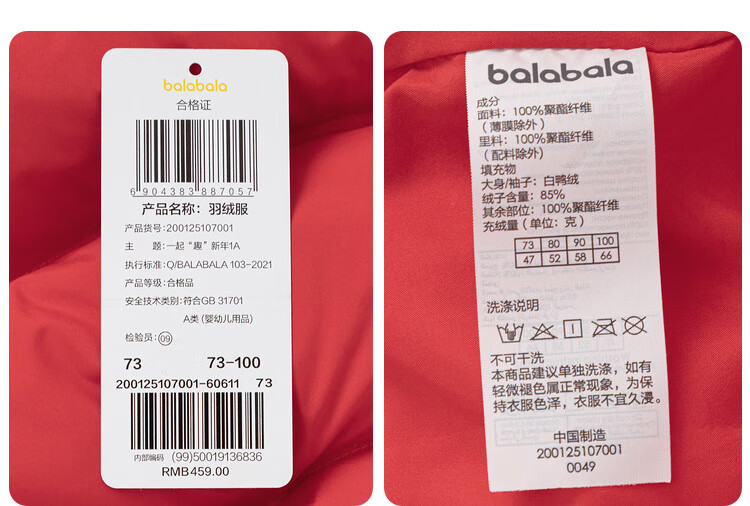 balabala
合格证
6 904383 887057
产品名称：羽绒服
产品货号：200125107001
主 题：一起“趣”新年1A
执行标准：Q/BALABALA 103-2021
产品等级：合格品
安全技术类别：符合GB 31701
A类 (婴幼儿用品)
检验员：09
73 73-100
200125107001-60611 73
内部编码 (99)50019136836
RMB459.00
balabala
成分
面料：100%聚酯纤维
（薄膜除外）
里料：100%聚酯纤维
（配料除外）
填充物
大身/袖子：白鸭绒
绒子含量：85%
其余部位：100%聚酯纤维
充绒量（单位：克）
73 80 90 100
47 52 58 66
洗涤说明
不可干洗
本商品建议单独洗涤，如有
轻微褪色属正常现象，为保
持衣服色泽，衣服不宜久浸。
中国制造
200125107001
0049